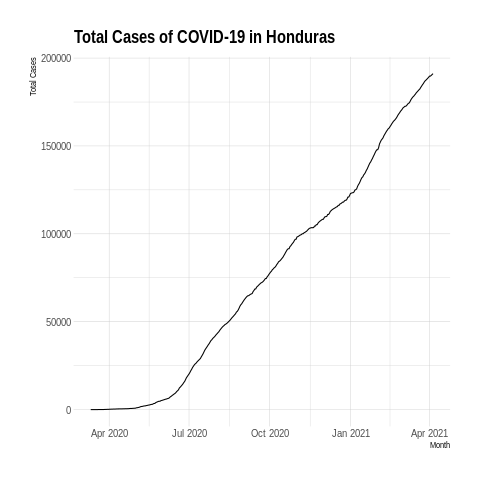 Total Cases of COVID-19 in Honduras
Total Cases
200000
150000
100000
50000
0
Apr 2020 Jul 2020 Oct 2020 Jan 2021 Apr 2021
Month